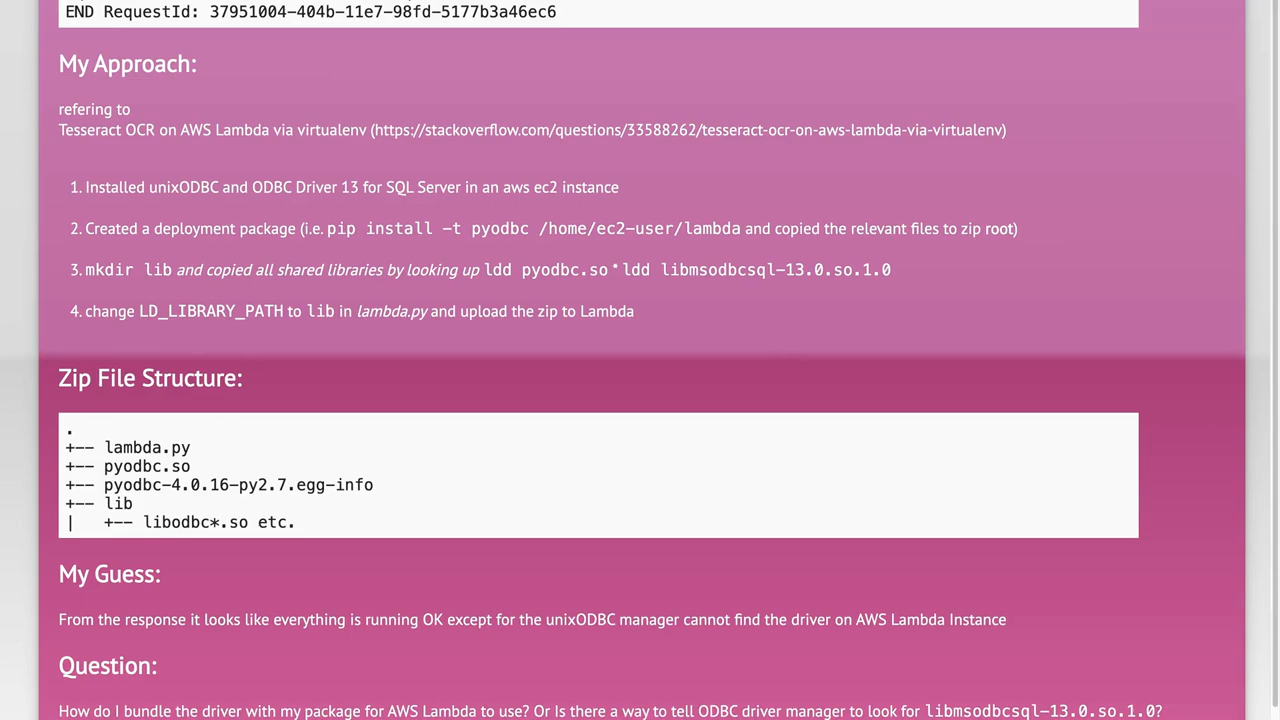 END RequestId: 37951004-404b-11e7-98fd-5177b3a46ec6
My Approach:
refering to
Tesseract OCR on AWS Lambda via virtualenv (https://stackoverflow.com/questions/33588262/tesseract-ocr-on-aws-lambda-via-virtualenv)
1. Installed unixODBC and ODBC Driver 13 for SQL Server in an aws ec2 instance
2. Created a deployment package (i.e. pip install -t pyodbc /home/ec2-user/lambda and copied the relevant files to zip root)
3. mkdir lib and copied all shared libraries by looking up ldd pyodbc.so * ldd libmsodbcsql-13.0.so.1.0
4. change LD_LIBRARY_PATH to lib in lambda.py and upload the zip to Lambda
Zip File Structure:
.
+-- lambda.py
+-- pyodbc.so
+-- pyodbc-4.0.16-py2.7.egg-info
+-- lib
|   +-- libodbc*.so etc.
My Guess:
From the response it looks like everything is running OK except for the unixODBC manager cannot find the driver on AWS Lambda Instance
Question:
How do I bundle the driver with my package for AWS Lambda to use? Or Is there a way to tell ODBC driver manager to look for libmsodbcsql-13.0.so.1.0?